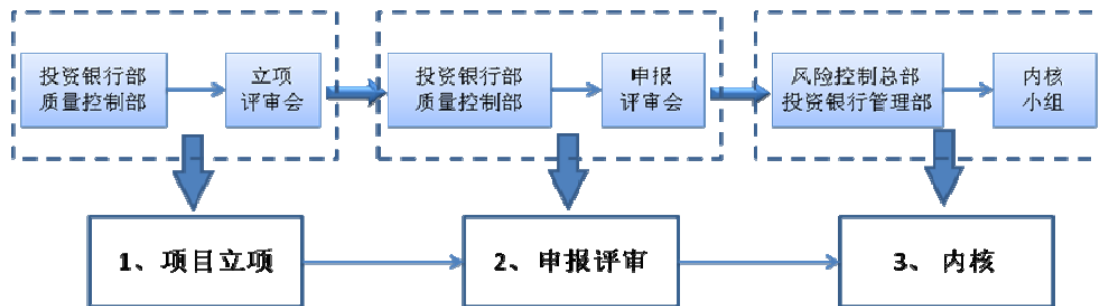 投资银行部
质量控制部
立项
评审会
投资银行部
质量控制部
申报
评审会
风险控制总部
投资银行管理部
内核
小组
1、项目立项
2、申报评审
3、 内核